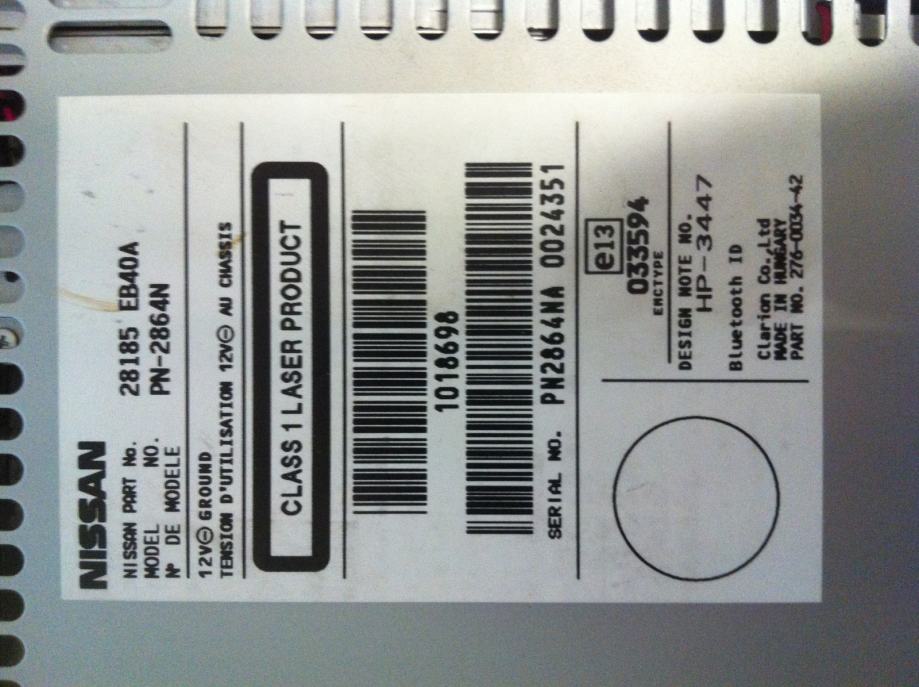 NISSAN
NISSAN PART No. 28185 EB40A
MODEL NO. PN-2864N
Nº DE MODELE
12V⊖ GROUND
TENSION D'UTILISATION 12V⊖ AU CHASSIS
CLASS 1 LASER PRODUCT
1018698
SERIAL NO. PN2864NA 0024351
e13
033594
EMCTYPE
DESIGN NOTE NO.
HP-3447
Bluetooth ID
Clarion Co.,Ltd
MADE IN HUNGARY
PART NO. 276-0034-42